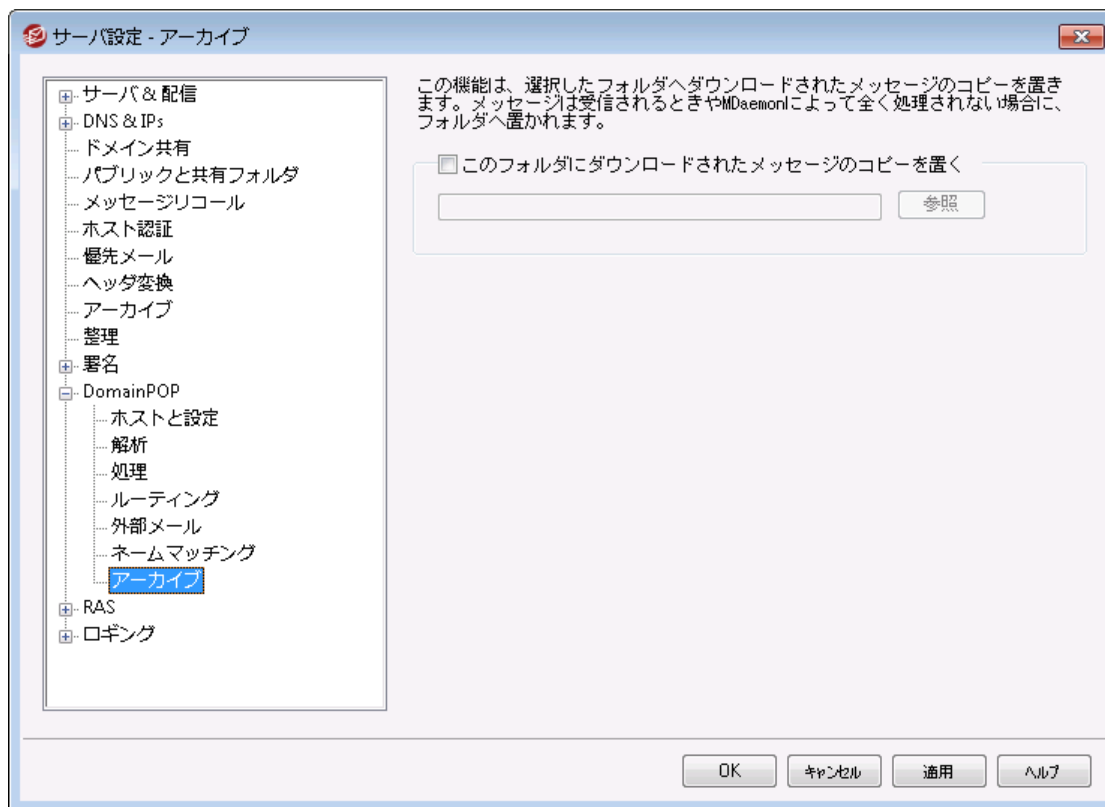 サーバ設定 - アーカイブ
サーバ & 配信
DNS & IPs
ドメイン共有
パブリックと共有フォルダ
メッセージリコール
ホスト認証
優先メール
ヘッダ変換
アーカイブ
整理
署名
DomainPOP
ホストと設定
解析
処理
ルーティング
外部メール
ネームマッチング
アーカイブ
RAS
ロギング
この機能は、選択したフォルダへダウンロードされたメッセージのコピーを置き
ます。メッセージは受信されるときやMDaemonによって全く処理されない場合に、
フォルダへ置かれます。
このフォルダにダウンロードされたメッセージのコピーを置く
参照
OK
キャンセル
適用
ヘルプ